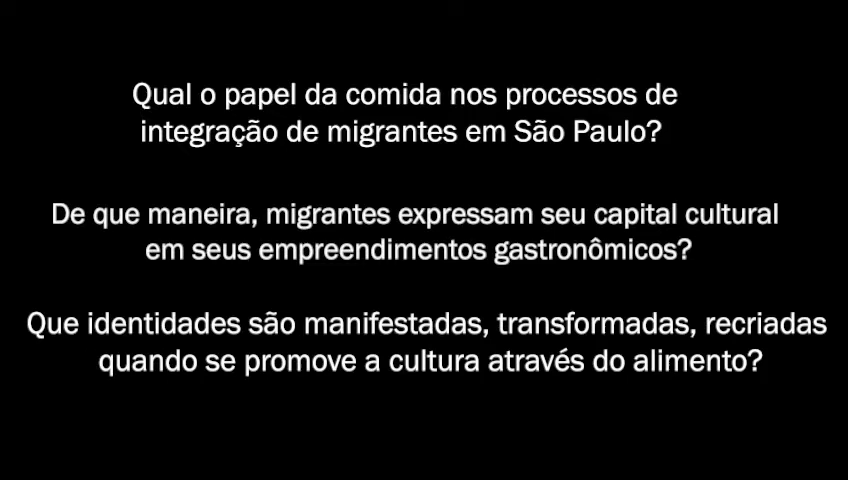 Qual o papel da comida nos processos de
integração de migrantes em São Paulo?
De que maneira, migrantes expressam seu capital cultural
em seus empreendimentos gastronômicos?
Que identidades são manifestadas, transformadas, recriadas
quando se promove a cultura através do alimento?